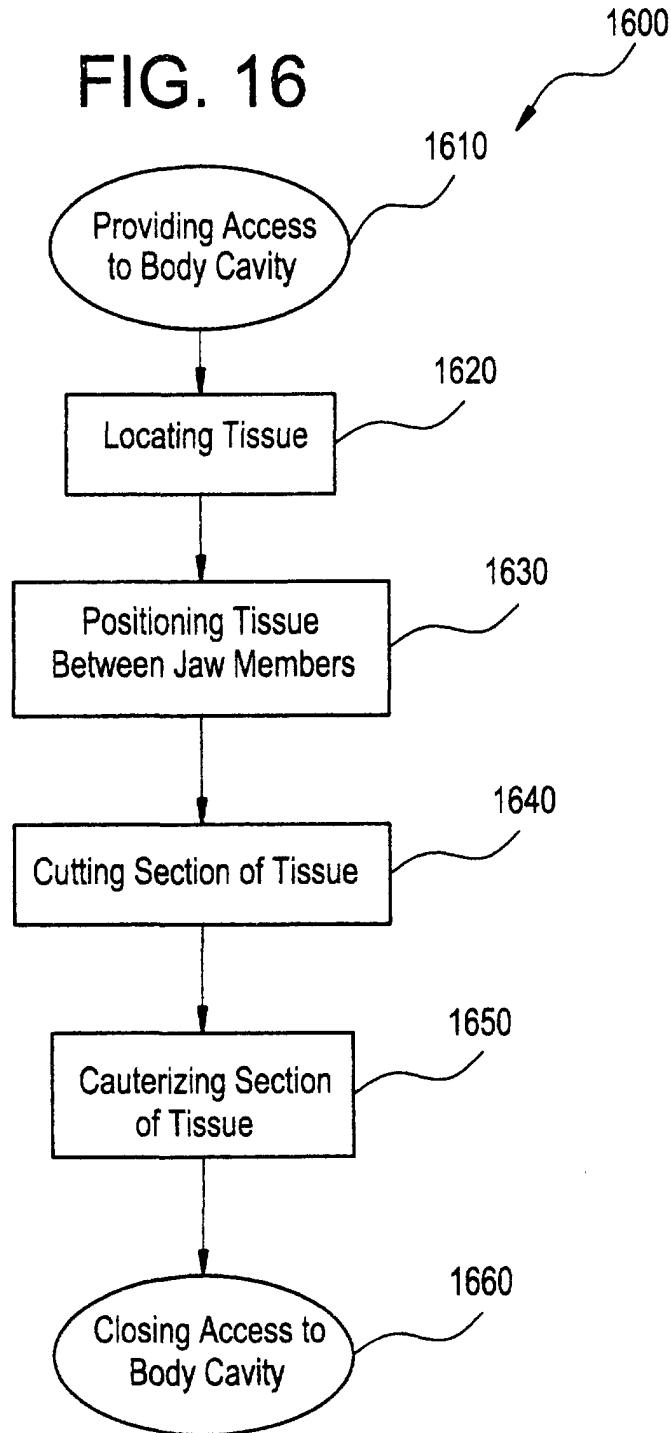 1600
FIG. 16
1610
Providing Access
to Body Cavity
1620
Locating Tissue
1630
Positioning Tissue
Between Jaw Members
1640
Cutting Section of Tissue
1650
Cauterizing Section
of Tissue
1660
Closing Access to
Body Cavity